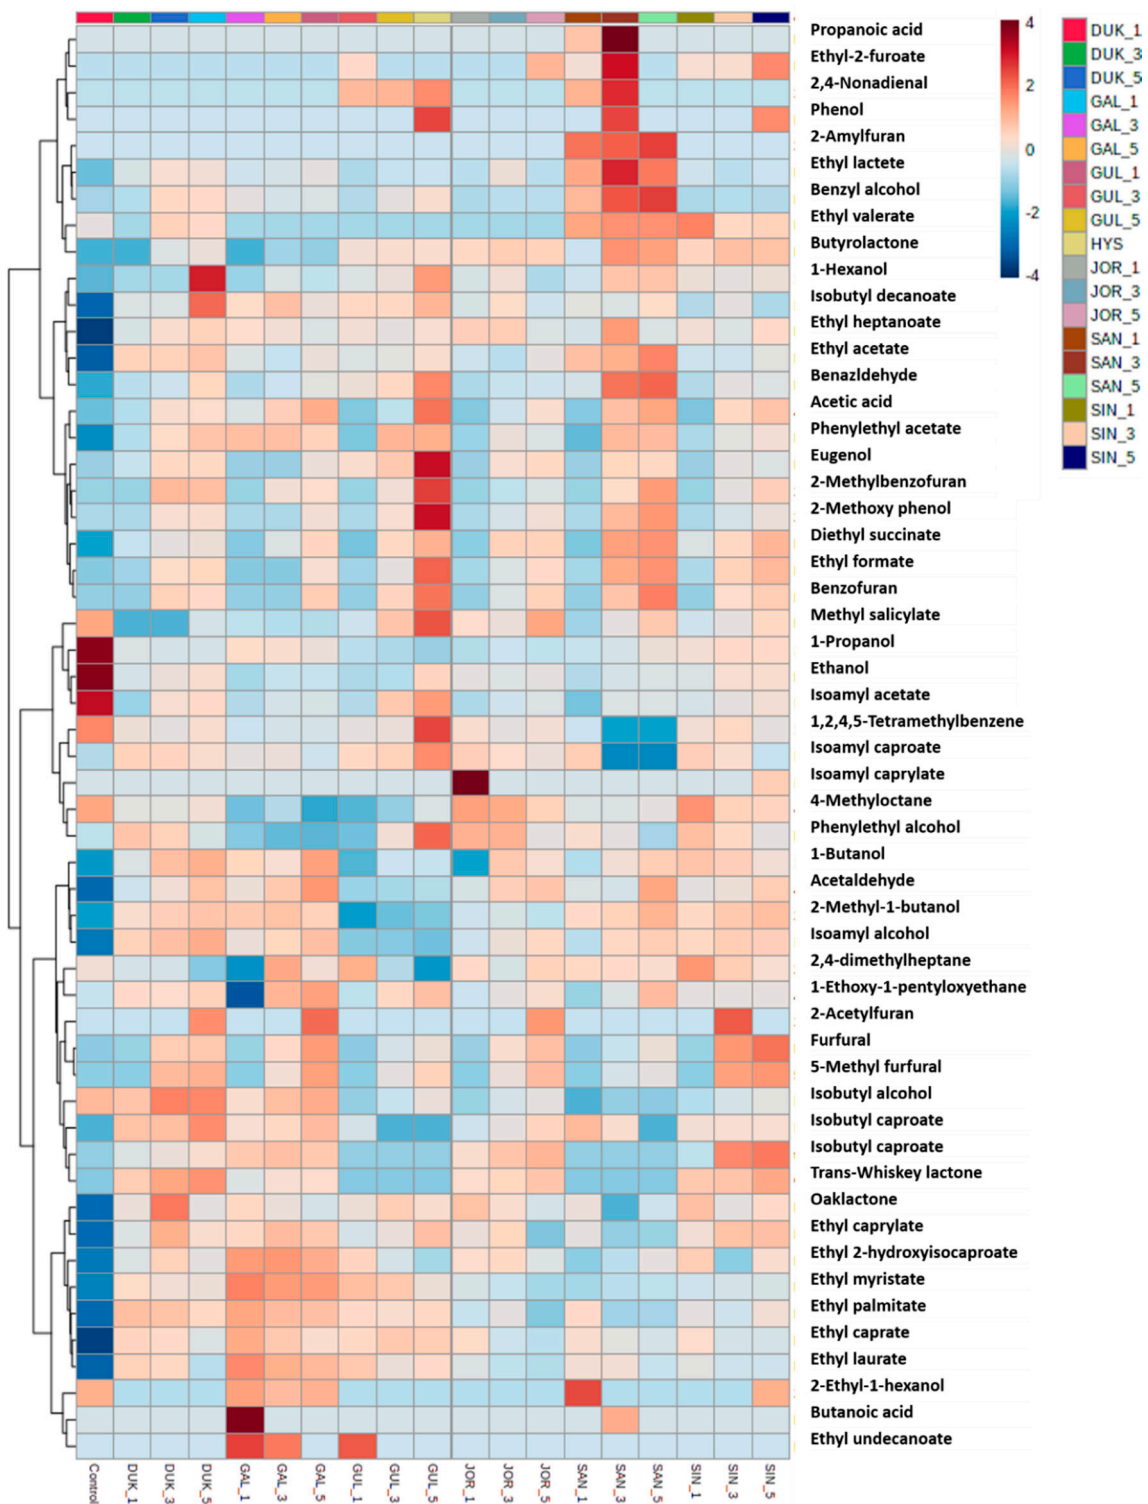 Propanoic acid
Ethyl-2-furoate
2,4-Nonadienal
Phenol
2-Amylfuran
Ethyl lactete
Benzyl alcohol
Ethyl valerate
Butyrolactone
1-Hexanol
Isobutyl decanoate
Ethyl heptanoate
Ethyl acetate
Benazldehyde
Acetic acid
Phenylethyl acetate
Eugenol
2-Methylbenzofuran
2-Methoxy phenol
Diethyl succinate
Ethyl formate
Benzofuran
Methyl salicylate
1-Propanol
Ethanol
Isoamyl acetate
1,2,4,5-Tetramethylbenzene
Isoamyl caproate
Isoamyl caprylate
4-Methyloctane
Phenylethyl alcohol
1-Butanol
Acetaldehyde
2-Methyl-1-butanol
Isoamyl alcohol
2,4-dimethylheptane
1-Ethoxy-1-pentyloxyethane
2-Acetylfuran
Furfural
5-Methyl furfural
Isobutyl alcohol
Isobutyl caproate
Isobutyl caproate
Trans-Whiskey lactone
Oaklactone
Ethyl caprylate
Ethyl 2-hydroxyisocaproate
Ethyl myristate
Ethyl palmitate
Ethyl caprate
Ethyl laurate
2-Ethyl-1-hexanol
Butanoic acid
Ethyl undecanoate
4
2
0
-2
-4
DUK_1
DUK_3
DUK_5
GAL_1
GAL_3
GAL_5
GUL_1
GUL_3
GUL_5
HYS
JOR_1
JOR_3
JOR_5
SAN_1
SAN_3
SAN_5
SIN_1
SIN_3
SIN_5
Control
DUK_1
DUK_3
DUK_5
GAL_1
GAL_3
GAL_5
GUL_1
GUL_3
GUL_5
JOR_1
JOR_3
JOR_5
SAN_1
SAN_3
SAN_5
SIN_1
SIN_3
SIN_5